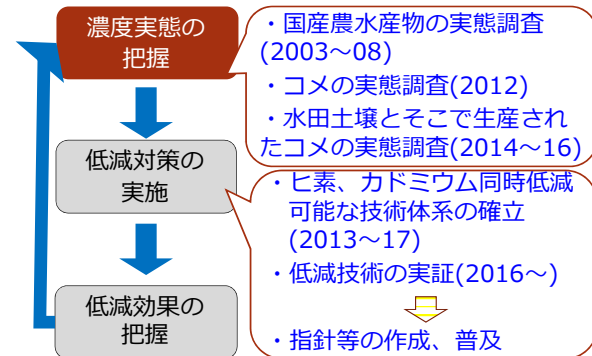 濃度実態の
把握
・国産農水産物の実態調査
(2003～08)
・コメの実態調査(2012)
・水田土壌とそこで生産され
たコメの実態調査(2014～16)
低減対策の
実施
・ヒ素、カドミウム同時低減
可能な技術体系の確立
(2013～17)
・低減技術の実証(2016～)
・指針等の作成、普及
低減効果の
把握